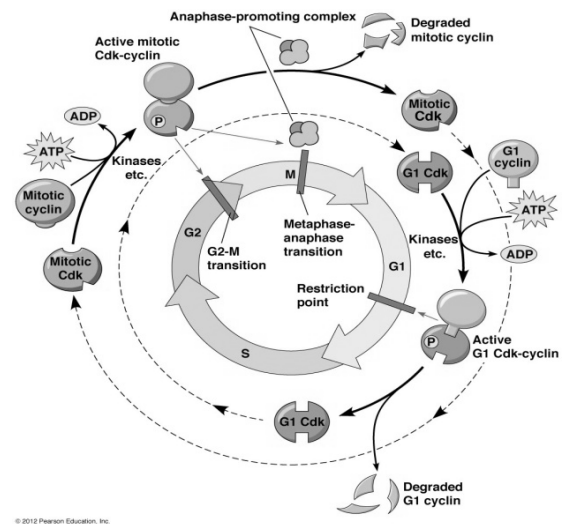 Anaphase-promoting complex
Degraded
mitotic cyclin
Active mitotic
Cdk-cyclin
P
ADP
ATP
Kinases
etc.
Mitotic
cyclin
Mitotic
Cdk
Mitotic
Cdk
G1 Cdk
G1
cyclin
ATP
ADP
Kinases
etc.
M
G2
G2-M
transition
Metaphase-
anaphase
transition
G1
Restriction
point
S
P
Active
G1 Cdk-cyclin
G1 Cdk
Degraded
G1 cyclin
© 2012 Pearson Education, Inc.